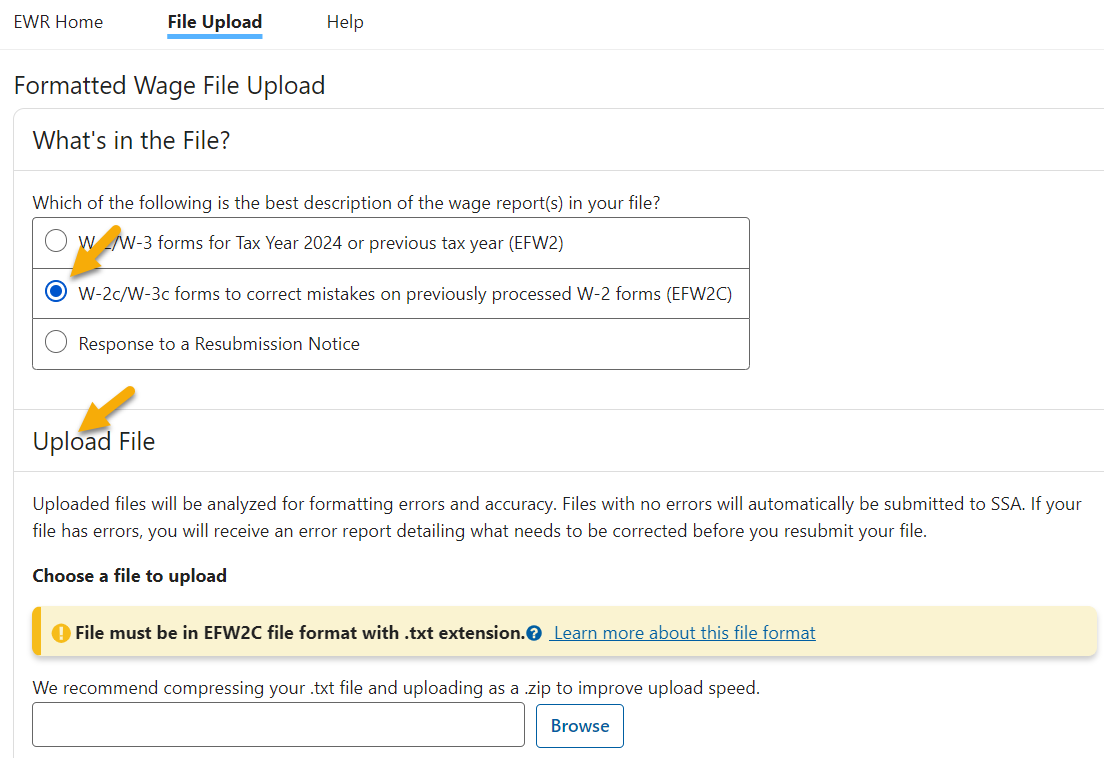 EWR Home File Upload Help
Formatted Wage File Upload
What's in the File?
Which of the following is the best description of the wage report(s) in your file?
W-2/W-3 forms for Tax Year 2024 or previous tax year (EFW2)
W-2c/W-3c forms to correct mistakes on previously processed W-2 forms (EFW2C)
Response to a Resubmission Notice
Upload File
Uploaded files will be analyzed for formatting errors and accuracy. Files with no errors will automatically be submitted to SSA. If your
file has errors, you will receive an error report detailing what needs to be corrected before you resubmit your file.
Choose a file to upload
! File must be in EFW2C file format with .txt extension. ? Learn more about this file format
We recommend compressing your .txt file and uploading as a .zip to improve upload speed.
Browse